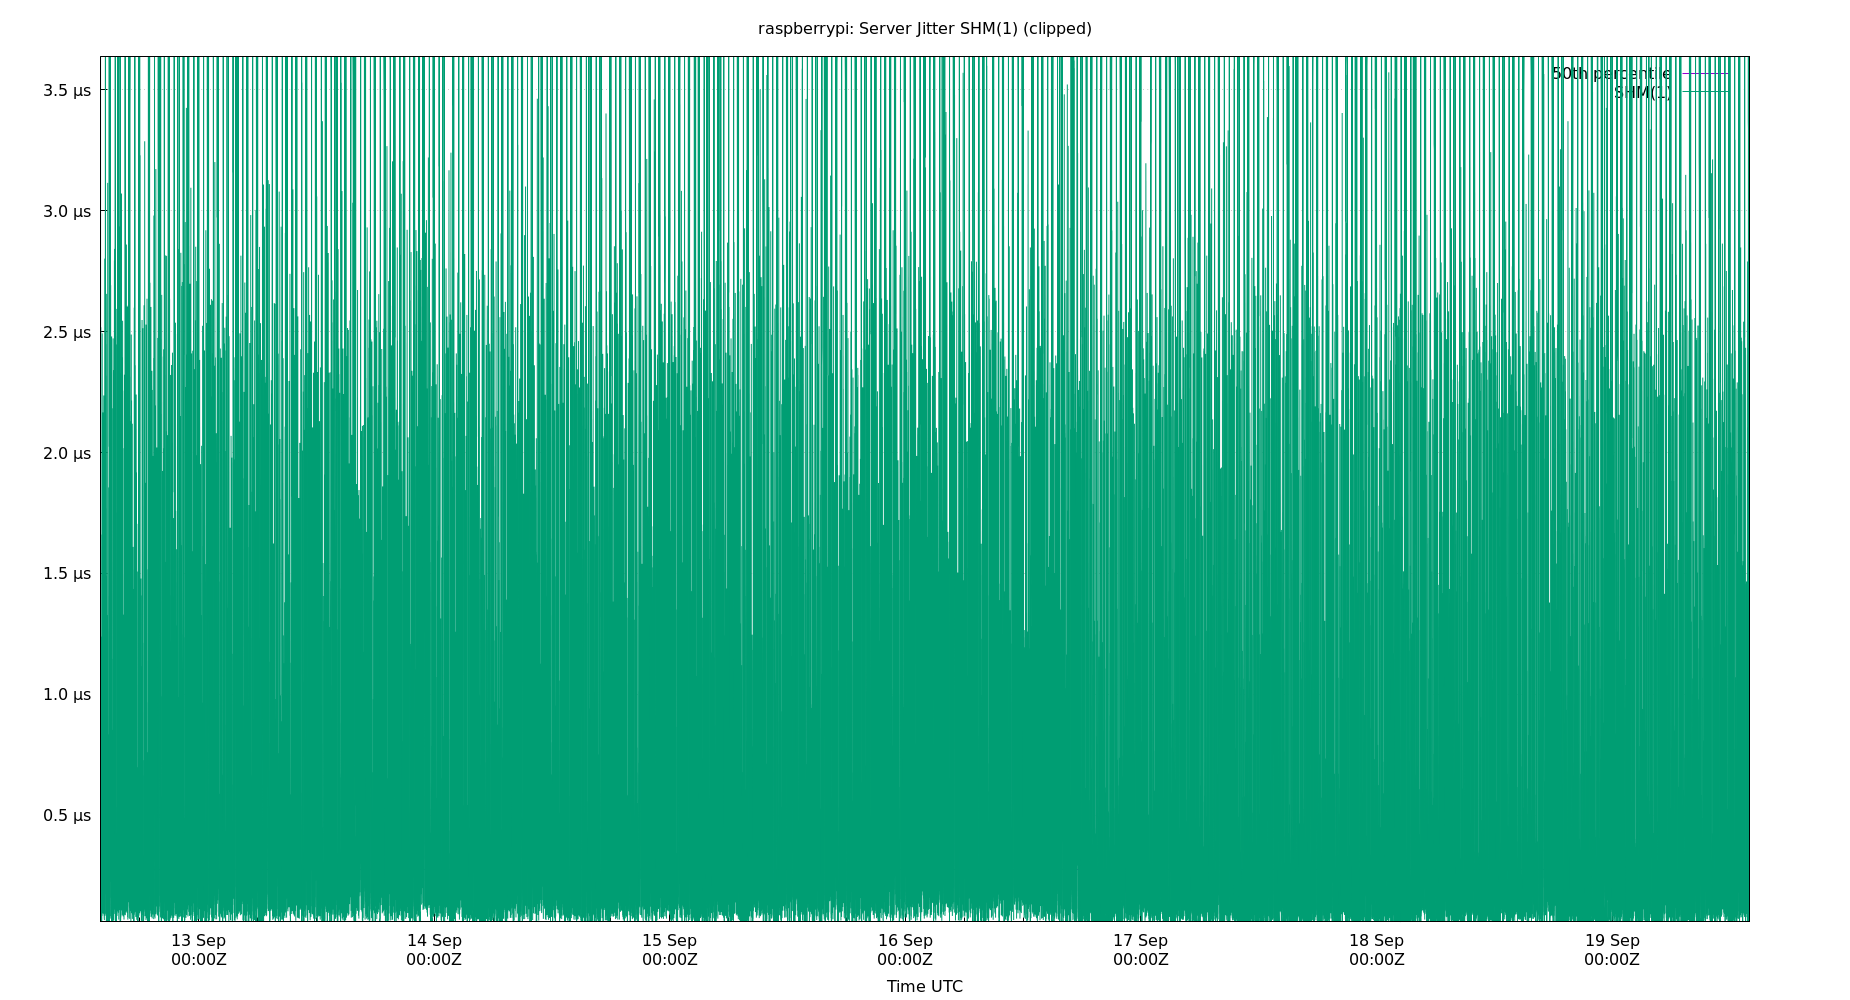 raspberrypi: Server Jitter SHM(1) (clipped)
50th percentile
SHM(1)
3.5 µs
3.0 µs
2.5 µs
2.0 µs
1.5 µs
1.0 µs
0.5 µs
13 Sep 14 Sep 15 Sep 16 Sep 17 Sep 18 Sep 19 Sep
00:00Z 00:00Z 00:00Z 00:00Z 00:00Z 00:00Z 00:00Z
Time UTC